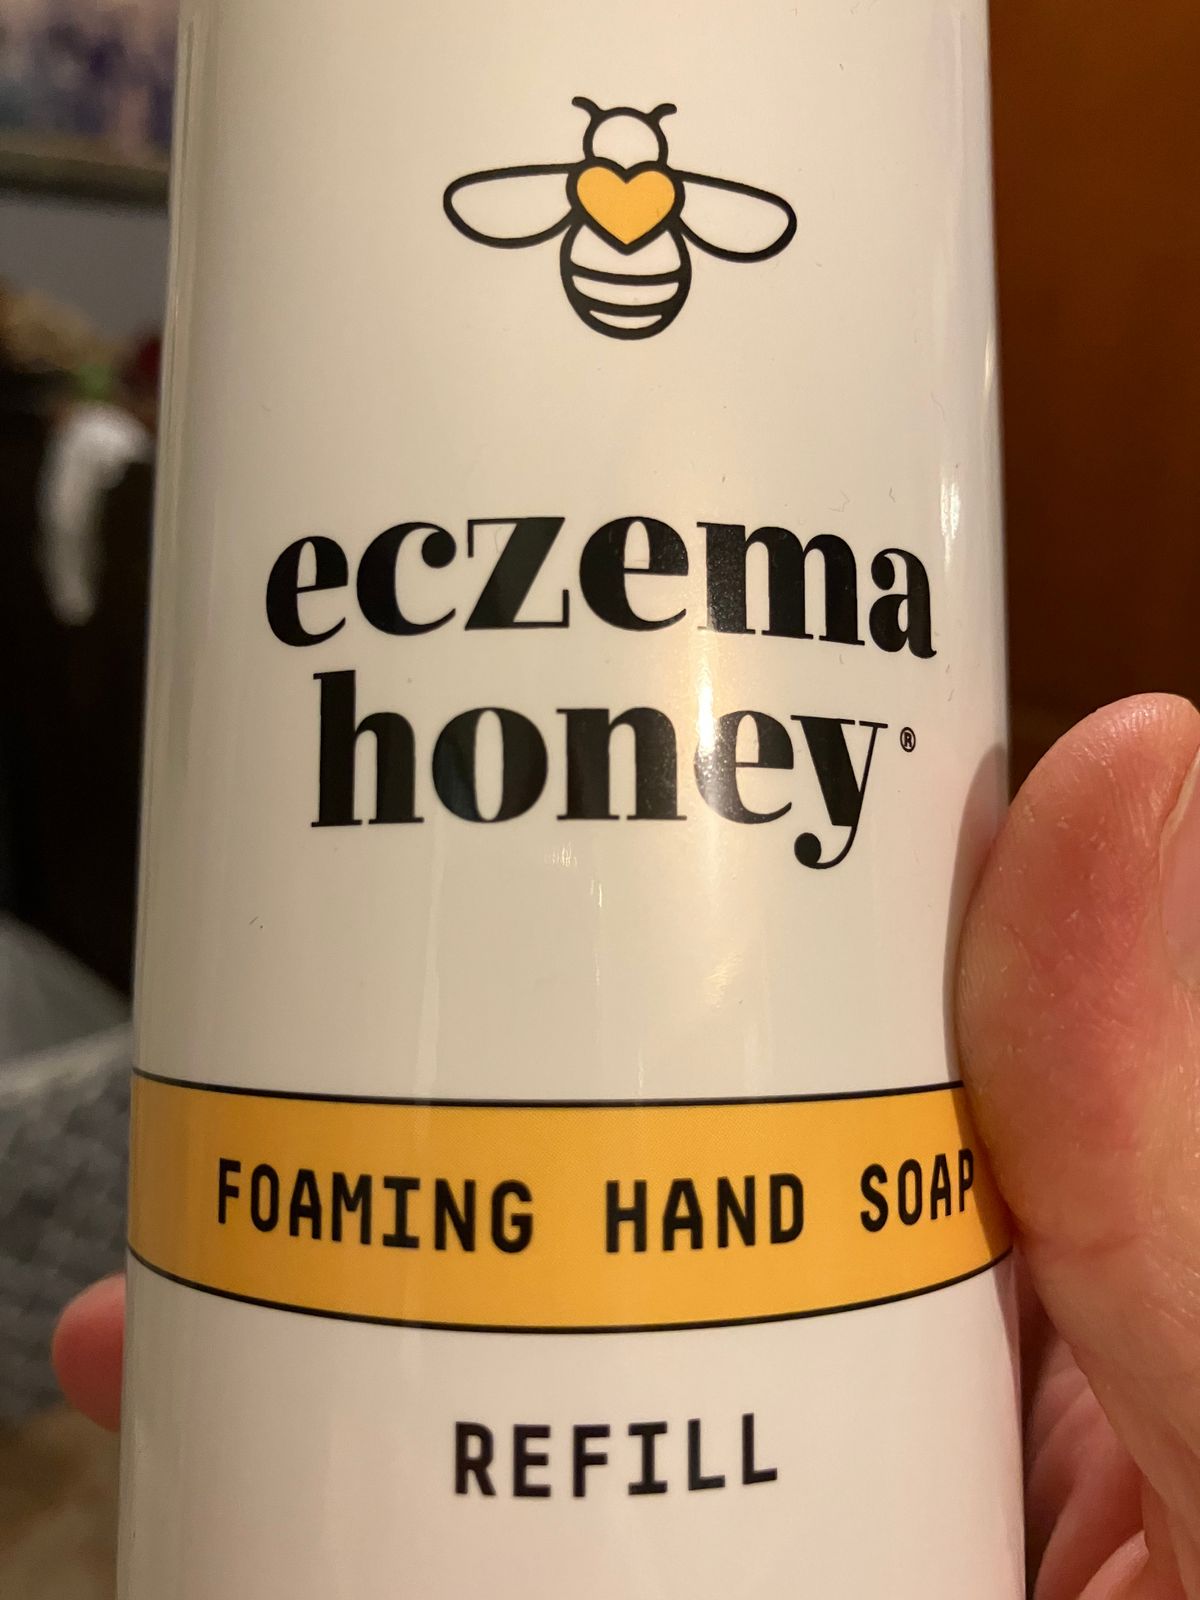 eczema
honey®
FOAMING HAND SOAP
REFILL